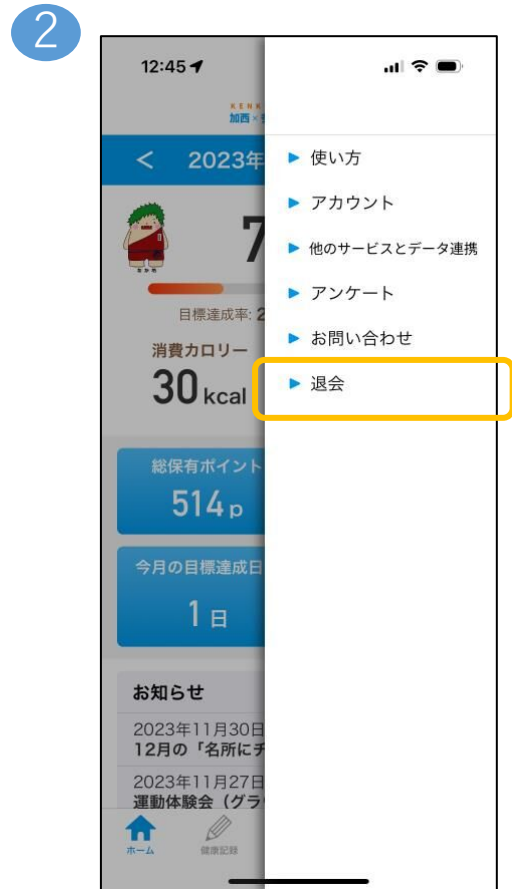 2
12:45
KENK
加西×
< 2023年
使い方
アカウント
他のサービスとデータ連携
アンケート
お問い合わせ
退会
7
目標達成率: 2
消費カロリー
30 kcal
総保有ポイント
514 p
今月の目標達成日
1 日
お知らせ
2023年11月30日
12月の「名所にチ
2023年11月27日
運動体験会（グラ
ホーム
健康記録